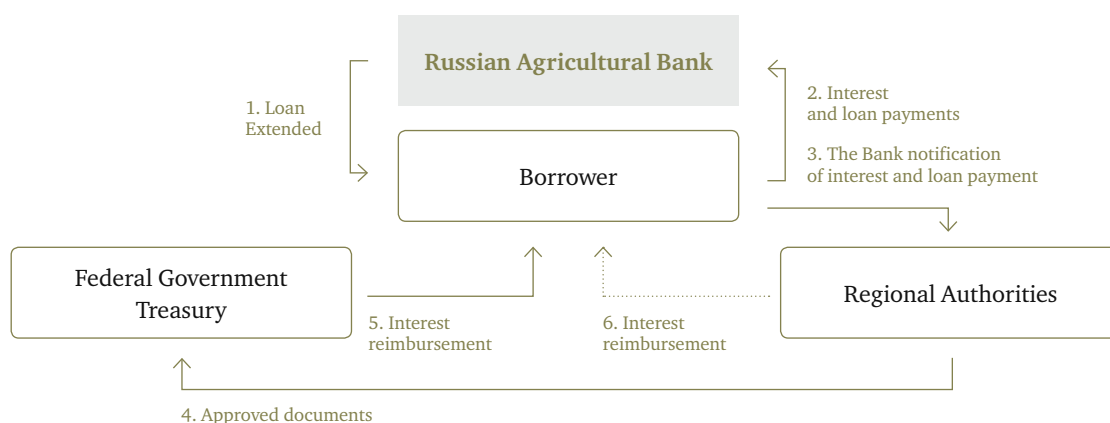 Russian Agricultural Bank
1. Loan
Extended
2. Interest
and loan payments
Borrower
3. The Bank notification
of interest and loan payment
Federal Government
Treasury
Regional Authorities
5. Interest
reimbursement
6. Interest
reimbursement
4. Approved documents